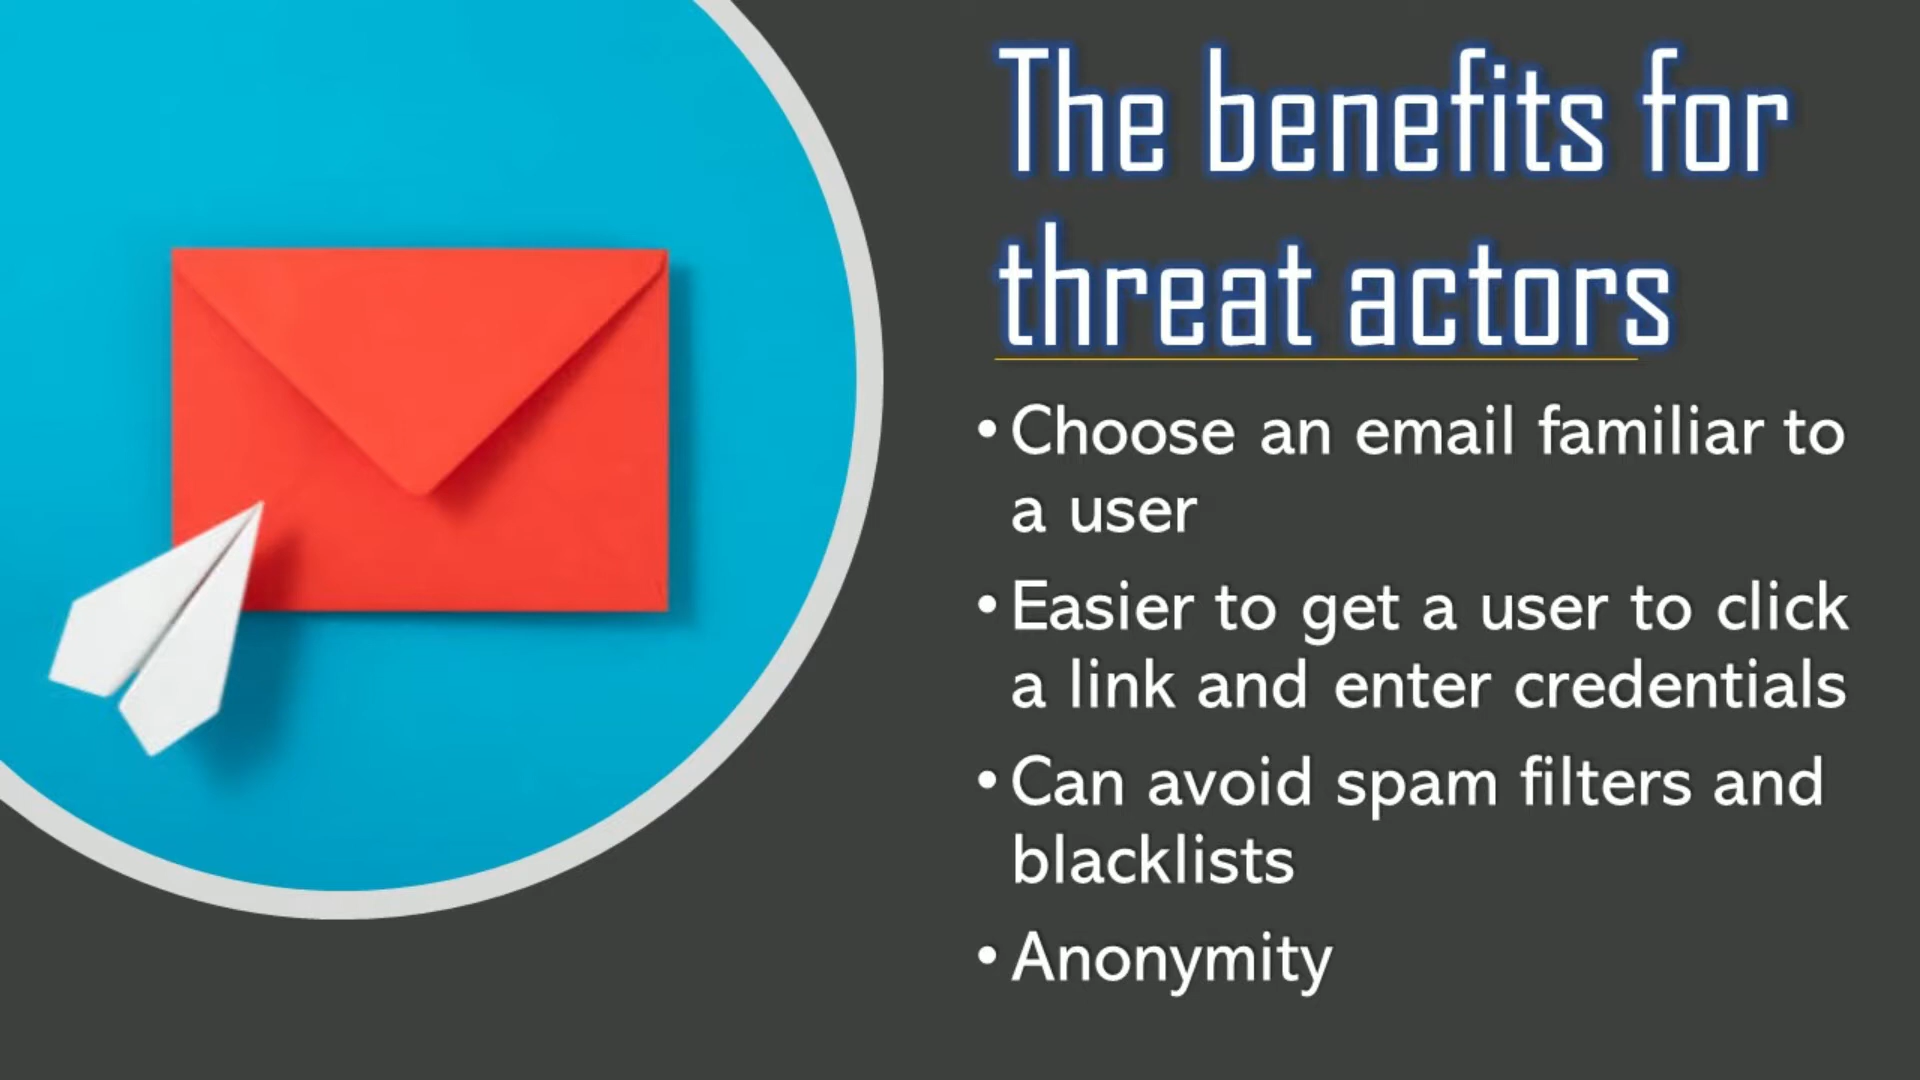 The benefits for
threat actors
• Choose an email familiar to
a user
• Easier to get a user to click
a link and enter credentials
• Can avoid spam filters and
blacklists
• Anonymity